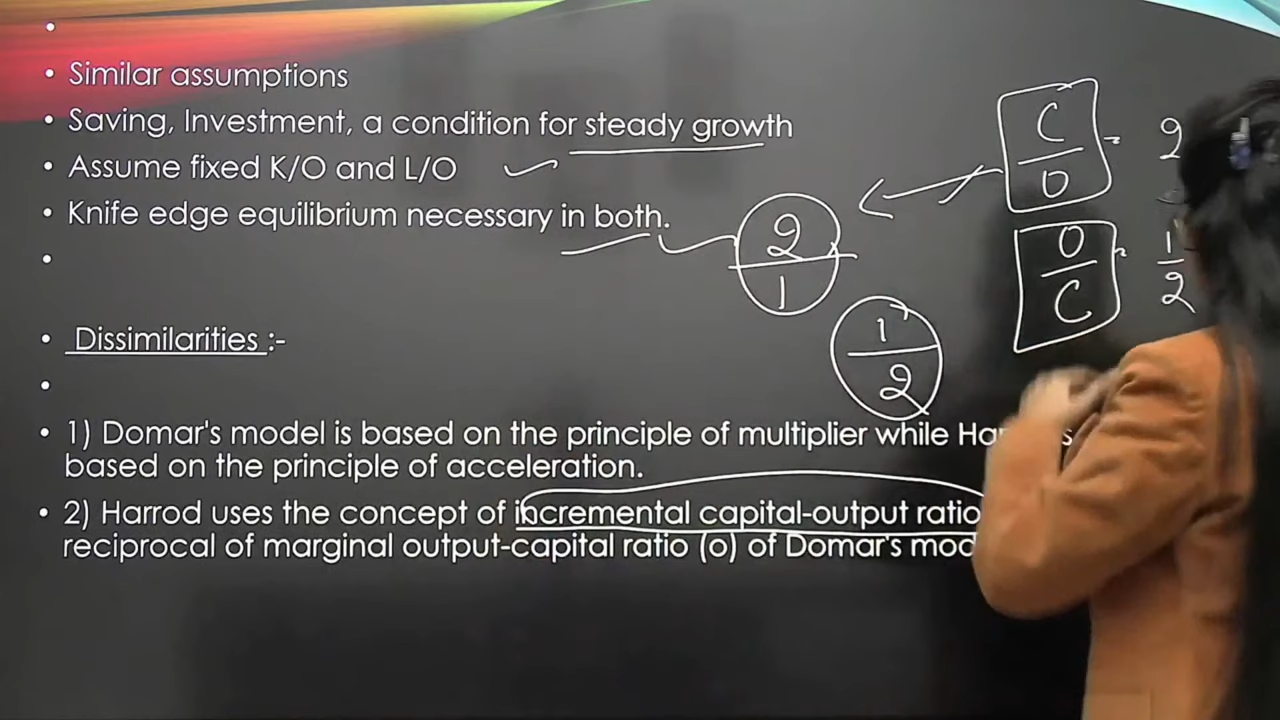 • Similar assumptions
• Saving, Investment, a condition for steady growth
• Assume fixed K/O and L/O
• Knife edge equilibrium necessary in both.
• Dissimilarities :-
• 1) Domar's model is based on the principle of multiplier while
based on the principle of acceleration.
• 2) Harrod uses the concept of incremental capital-output ratio
reciprocal of marginal output-capital ratio (o) of Domar's
C
O
= 2
O
C
= 1
2
2
1
1
2